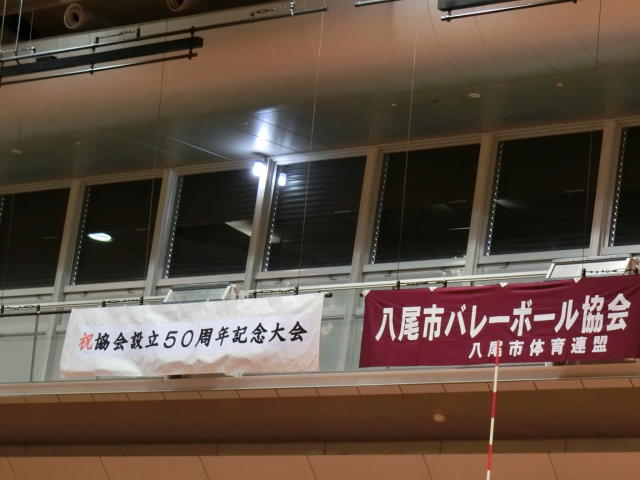 祝協会設立50周年記念大会
八尾市バレーボール協会
八尾市体育連盟